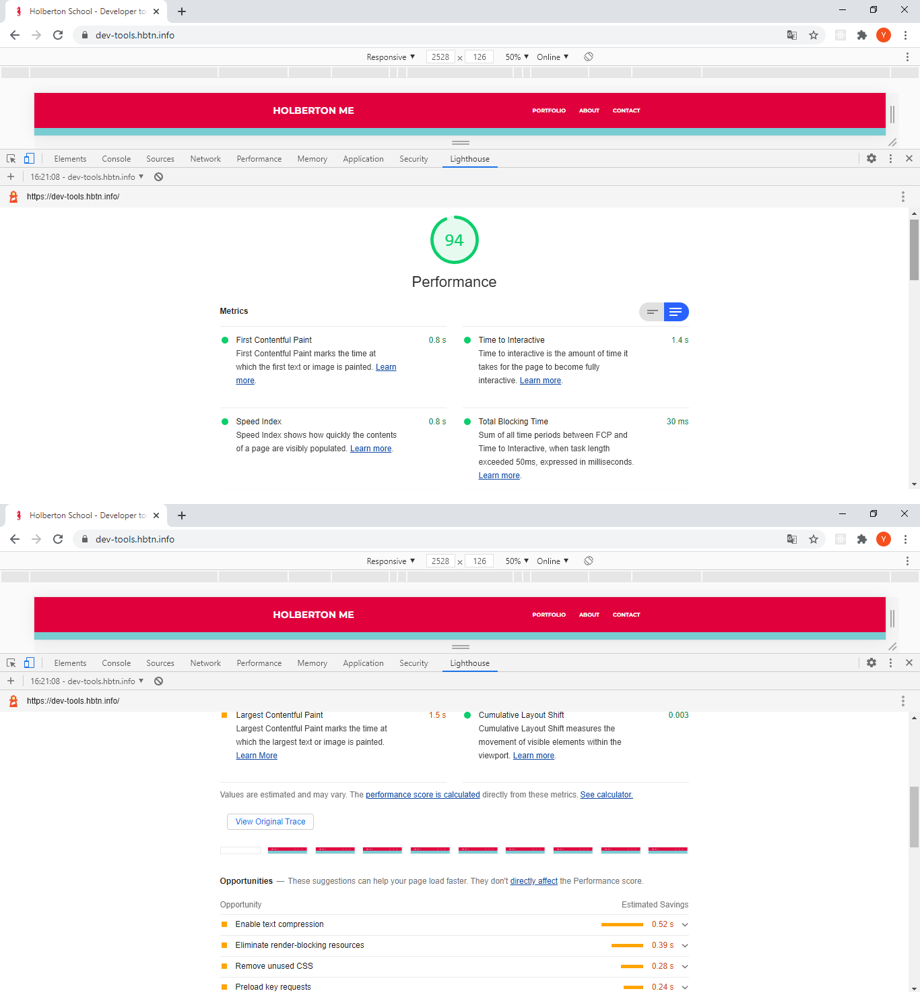 Holberton School - Developer to
dev-tools.hbtn.info
Y
Responsive 2528 x 126 50% Online
HOLBERTON ME PORTFOLIO ABOUT CONTACT
Elements Console Sources Network Performance Memory Application Security Lighthouse
16:21:08 - dev-tools.hbtn.info
https://dev-tools.hbtn.info/
94
Performance
Metrics
First Contentful Paint 0.8 s
First Contentful Paint marks the time at
which the first text or image is painted. Learn
more.
Time to Interactive 1.4 s
Time to interactive is the amount of time it
takes for the page to become fully
interactive. Learn more.
Speed Index 0.8 s
Speed Index shows how quickly the contents
of a page are visibly populated. Learn more.
Total Blocking Time 30 ms
Sum of all time periods between FCP and
Time to Interactive, when task length
exceeded 50ms, expressed in milliseconds.
Learn more.
Holberton School - Developer to
dev-tools.hbtn.info
Y
Responsive 2528 x 126 50% Online
HOLBERTON ME PORTFOLIO ABOUT CONTACT
Elements Console Sources Network Performance Memory Application Security Lighthouse
16:21:08 - dev-tools.hbtn.info
https://dev-tools.hbtn.info/
Largest Contentful Paint 1.5 s
Largest Contentful Paint marks the time at
which the largest text or image is painted.
Learn More
Cumulative Layout Shift 0.003
Cumulative Layout Shift measures the
movement of visible elements within the
viewport. Learn more.
Values are estimated and may vary. The performance score is calculated directly from these metrics. See calculator.
View Original Trace
Opportunities — These suggestions can help your page load faster. They don't directly affect the Performance score.
Opportunity Estimated Savings
Enable text compression 0.52 s
Eliminate render-blocking resources 0.39 s
Remove unused CSS 0.28 s
Preload key requests 0.24 s